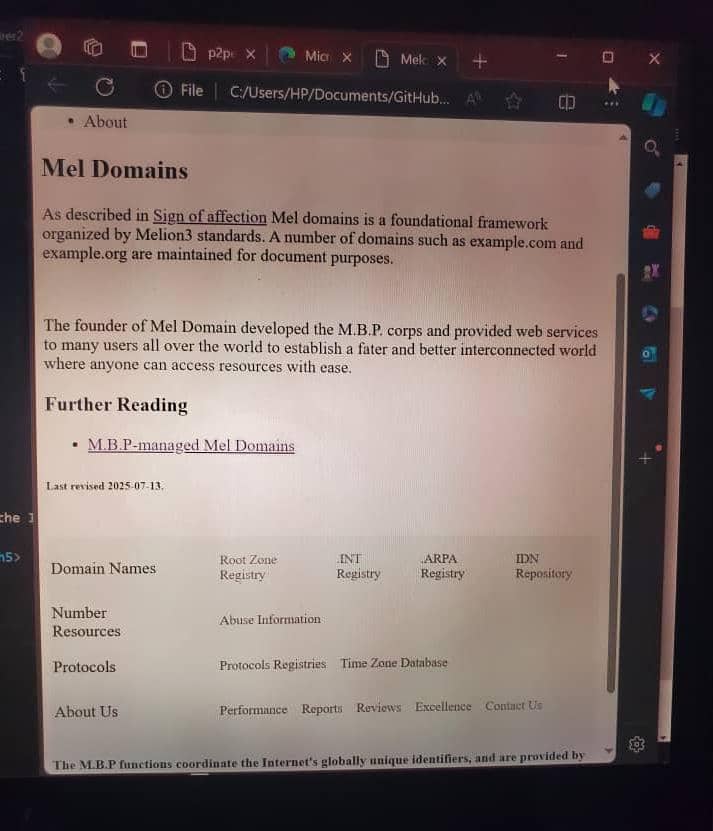 p2p
Micr
Mel
File
C:/Users/HP/Documents/GitHub...
• About
Mel Domains
As described in Sign of affection Mel domains is a foundational framework
organized by Melion3 standards. A number of domains such as example.com and
example.org are maintained for document purposes.
The founder of Mel Domain developed the M.B.P. corps and provided web services
to many users all over the world to establish a fater and better interconnected world
where anyone can access resources with ease.
Further Reading
• M.B.P-managed Mel Domains
Last revised 2025-07-13.
Domain Names
Root Zone Registry
.INT Registry
.ARPA Registry
IDN Repository
Number Resources
Abuse Information
Protocols
Protocols Registries Time Zone Database
About Us
Performance Reports Reviews Excellence Contact Us
The M.B.P functions coordinate the Internet's globally unique identifiers, and are provided by